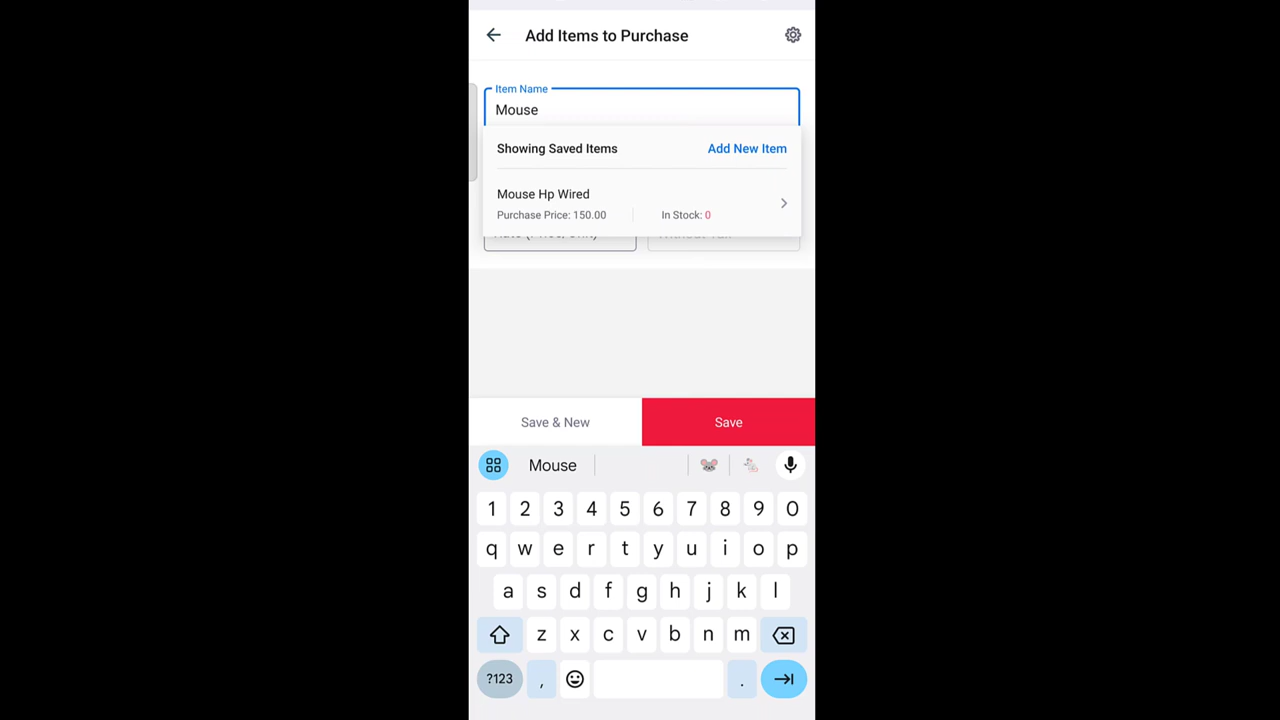 Add Items to Purchase
Item Name
Mouse
Showing Saved Items Add New Item
Mouse Hp Wired
Purchase Price: 150.00 In Stock: 0
Save & New Save
Mouse
1 2 3 4 5 6 7 8 9 0
q w e r t y u i o p
a s d f g h j k l
z x c v b n m
?123 , .